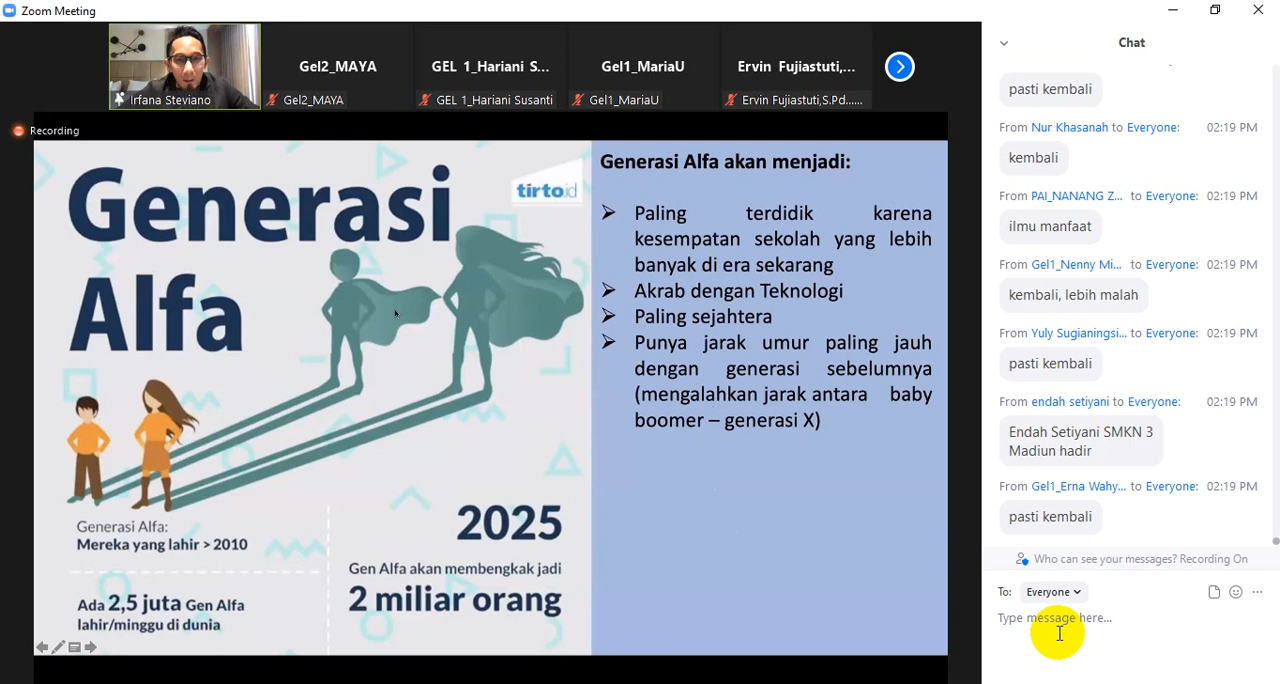 Zoom Meeting
Gel2_MAYA
GEL 1_Hariani S...
Gel1_MariaU
Ervin Fujiastuti,...
Irfana Steviano
Gel2_MAYA
GEL 1_Hariani Susanti
Gel1_MariaU
Ervin Fujiastuti,S.Pd......
Recording
Generasi
Alfa
tirto.id
Generasi Alfa:
Mereka yang lahir > 2010
Ada 2,5 juta Gen Alfa
lahir/minggu di dunia
2025
Gen Alfa akan membengkak jadi
2 miliar orang
Generasi Alfa akan menjadi:
Paling terdidik karena
kesempatan sekolah yang lebih
banyak di era sekarang
Akrab dengan Teknologi
Paling sejahtera
Punya jarak umur paling jauh
dengan generasi sebelumnya
(mengalahkan jarak antara baby
boomer – generasi X)
Chat
pasti kembali
From Nur Khasanah to Everyone: 02:19 PM
kembali
From PAI_NANANG Z... to Everyone: 02:19 PM
ilmu manfaat
From Gel1_Nenny Mi... to Everyone: 02:19 PM
kembali, lebih malah
From Yuly Sugianingsi... to Everyone: 02:19 PM
pasti kembali
From endah setiyani to Everyone: 02:19 PM
Endah Setiyani SMKN 3
Madiun hadir
From Gel1_Erna Wahy... to Everyone: 02:19 PM
pasti kembali
Who can see your messages? Recording On
To: Everyone
Type message here...